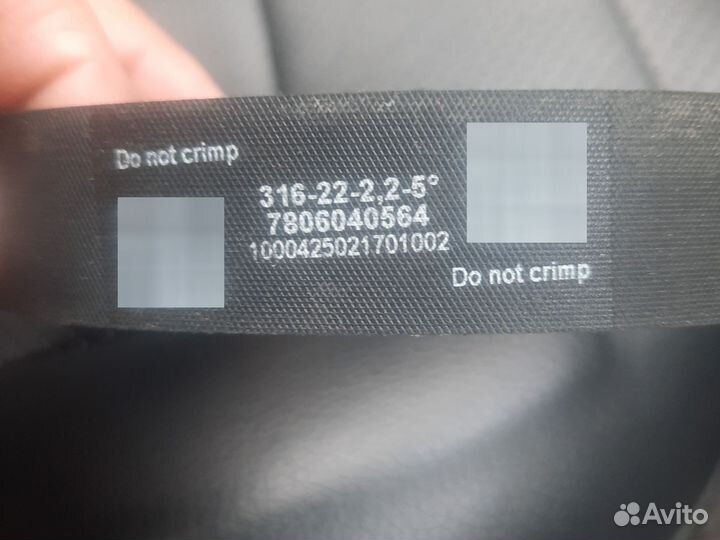 Do not crimp
316-22-2,2-5°
7806040564
1000425021701002
Do not crimp
Avito